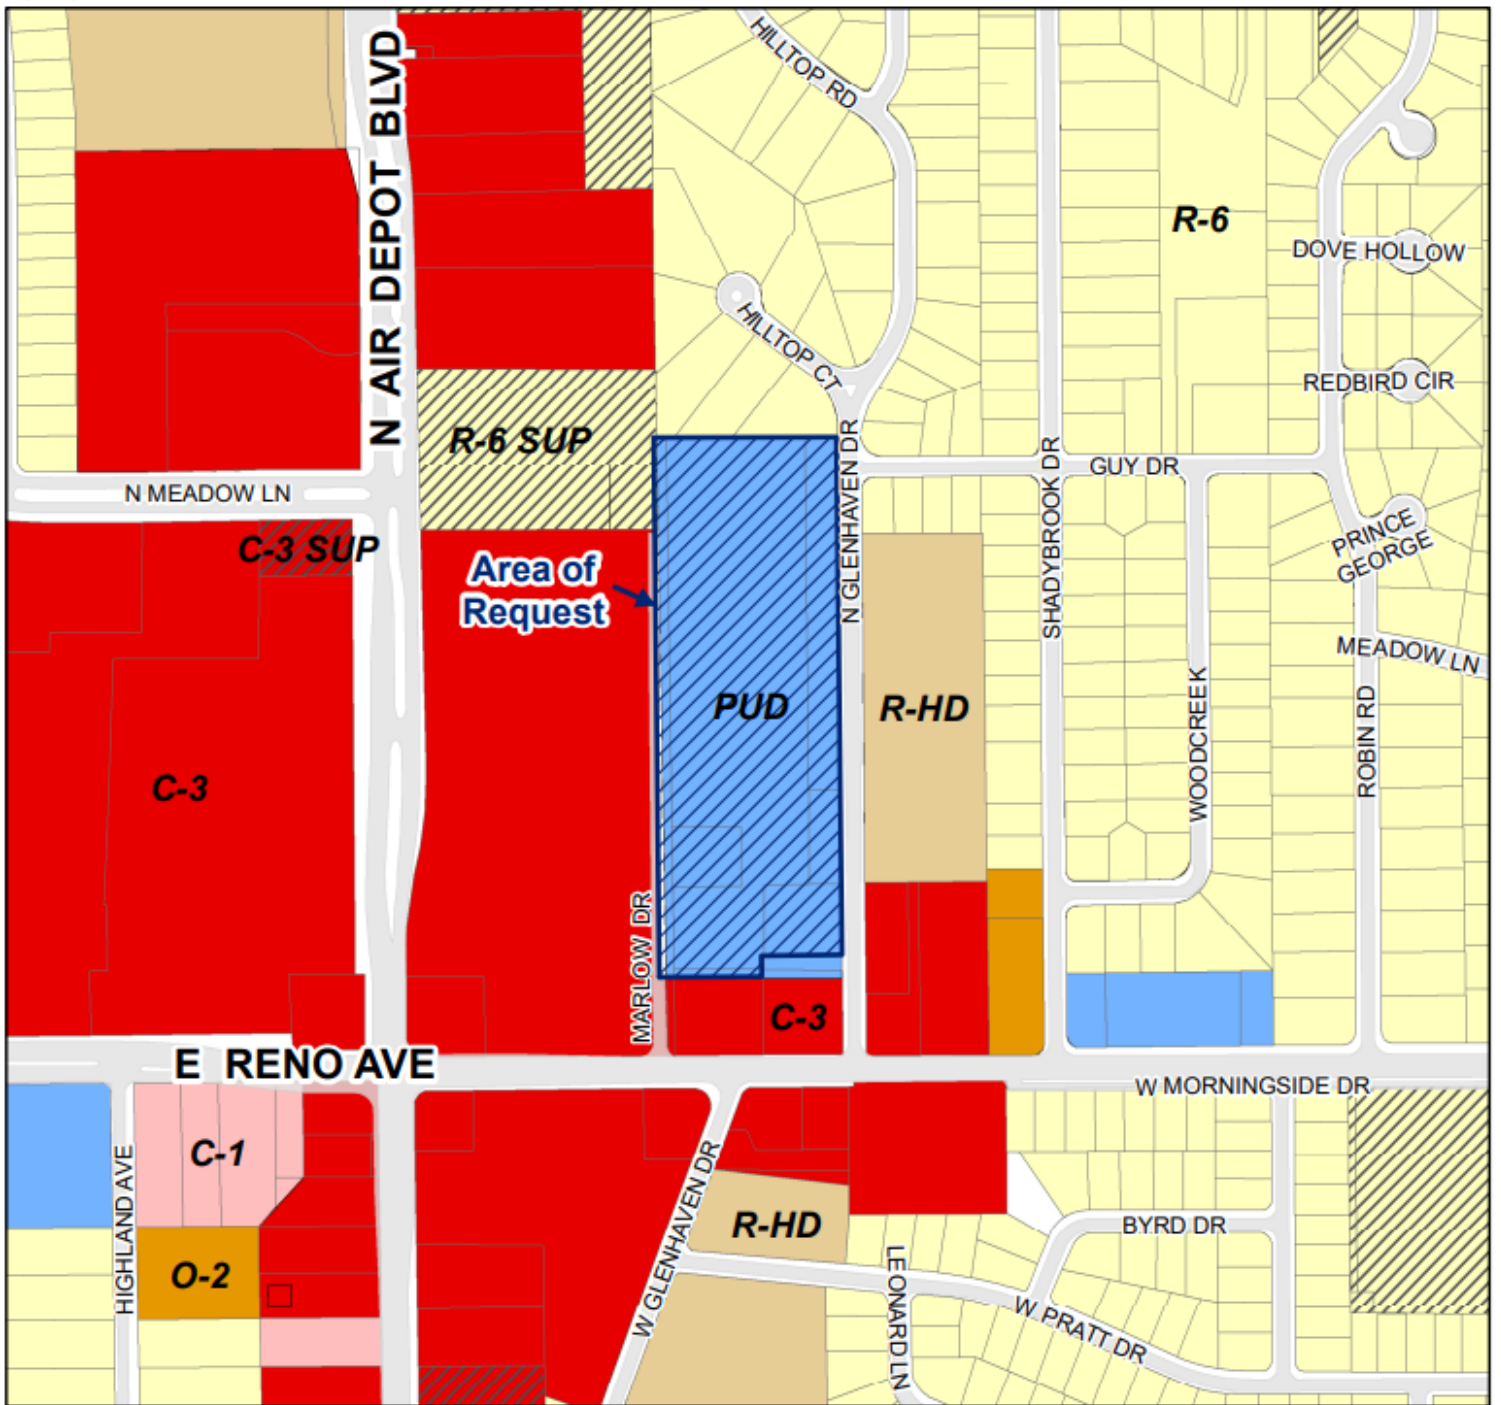 HILLTOP RD
N AIR DEPOT BLVD
R-6
DOVE HOLLOW
HILLTOP CT
REDBIRD CIR
R-6 SUP
N GLENHAVEN DR
SHADYBROOK DR
GUY DR
N MEADOW LN
C-3 SUP
PRINCE
GEORGE
Area of
Request
MEADOW LN
PUD
R-HD
WOODCREEK
ROBIN RD
C-3
MARLOW DR
C-3
E RENO AVE
W MORNINGSIDE DR
C-1
HIGHLAND AVE
W GLENHAVEN DR
R-HD
BYRD DR
O-2
LEONARD LN
W PRATT DR